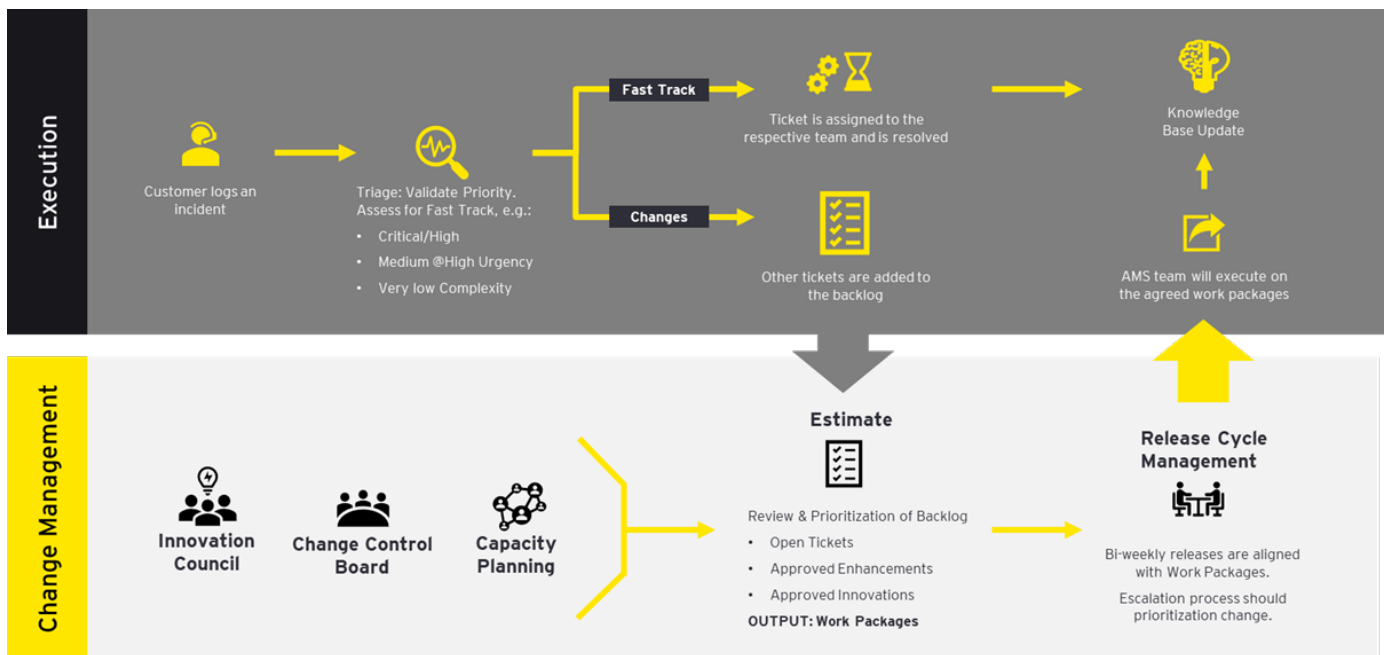 Execution
Customer logs an
incident
Triage: Validate Priority.
Assess for Fast Track, e.g.:
• Critical/High
• Medium @High Urgency
• Very low Complexity
Fast Track
Changes
Ticket is assigned to the
respective team and is resolved
Other tickets are added to
the backlog
Knowledge
Base Update
AMS team will execute on
the agreed work packages
Change Management
Innovation
Council
Change Control
Board
Capacity
Planning
Estimate
Review & Prioritization of Backlog
• Open Tickets
• Approved Enhancements
• Approved Innovations
OUTPUT: Work Packages
Release Cycle
Management
Bi-weekly releases are aligned
with Work Packages.
Escalation process should
prioritization change.